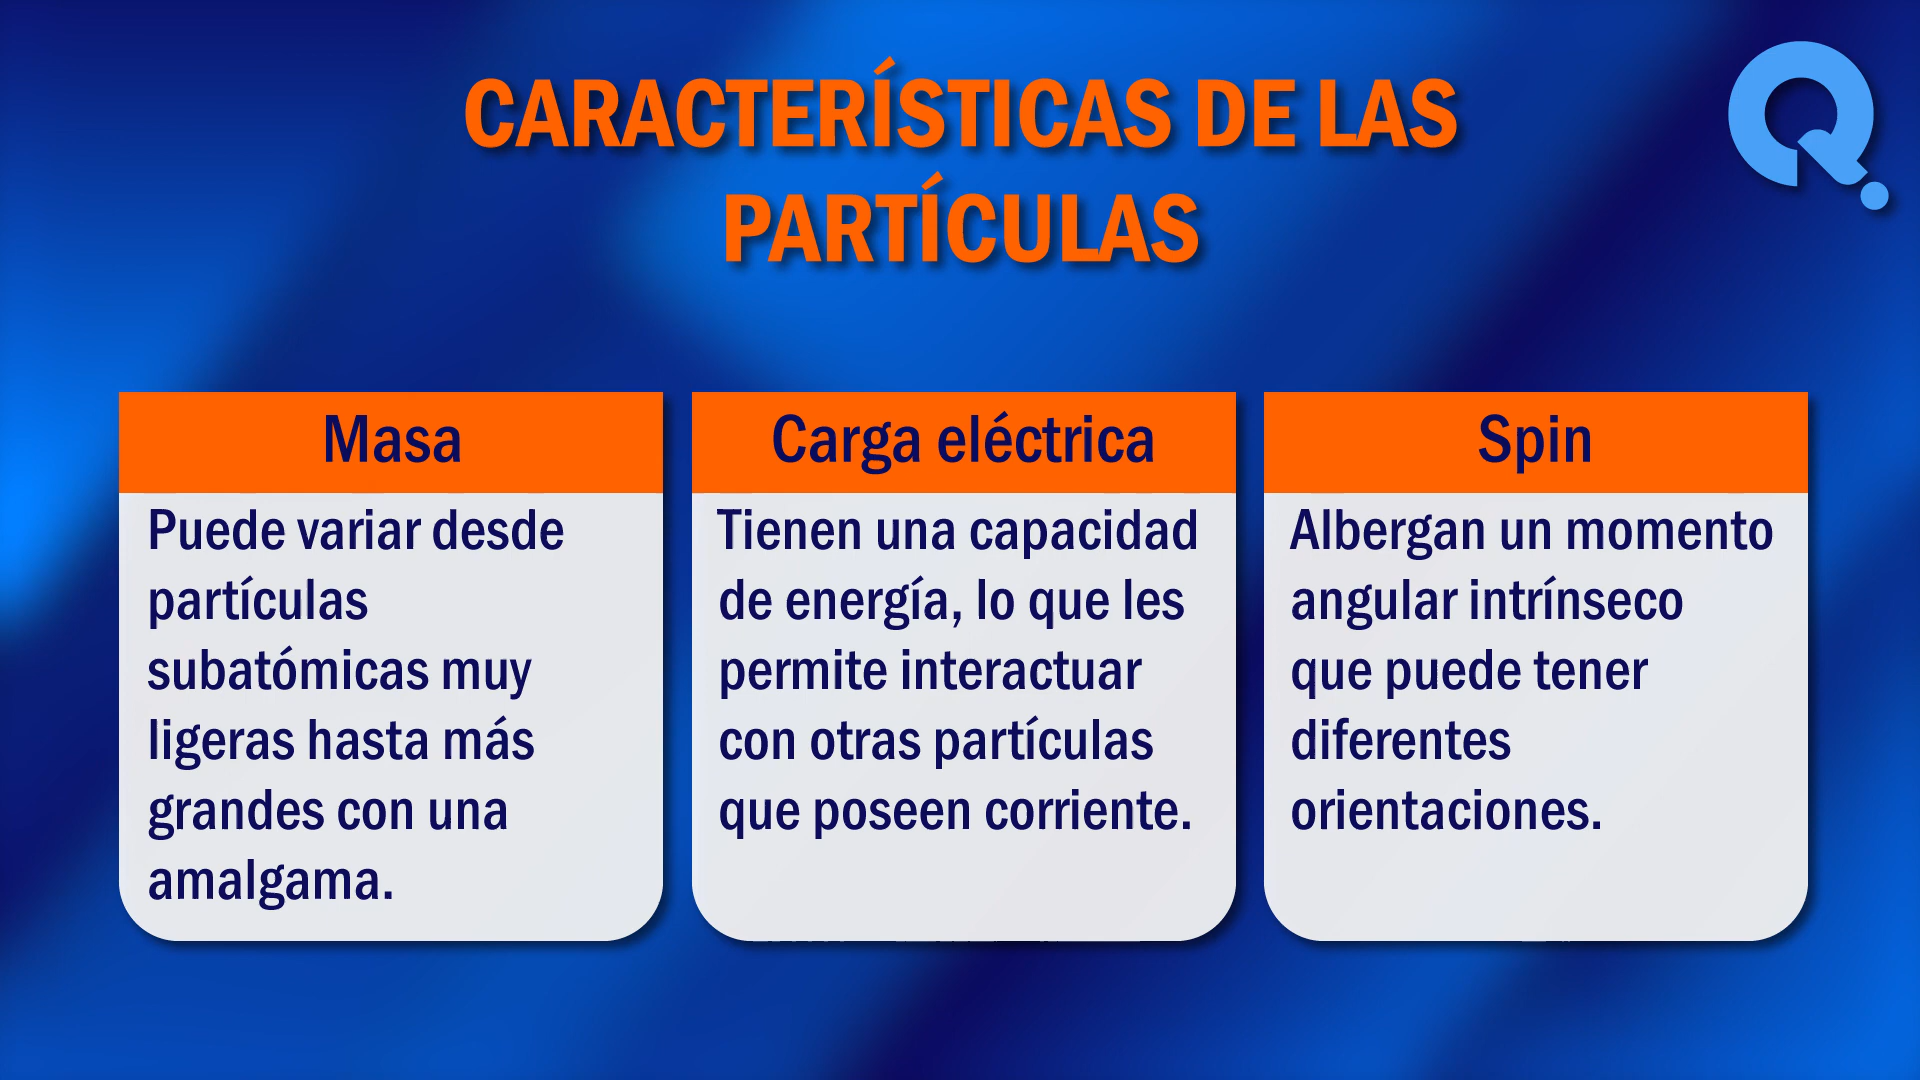 CARACTERÍSTICAS DE LAS
PARTÍCULAS
Masa
Puede variar desde
partículas
subatómicas muy
ligeras hasta más
grandes con una
amalgama.
Carga eléctrica
Tienen una capacidad
de energía, lo que les
permite interactuar
con otras partículas
que poseen corriente.
Spin
Albergan un momento
angular intrínseco
que puede tener
diferentes
orientaciones.